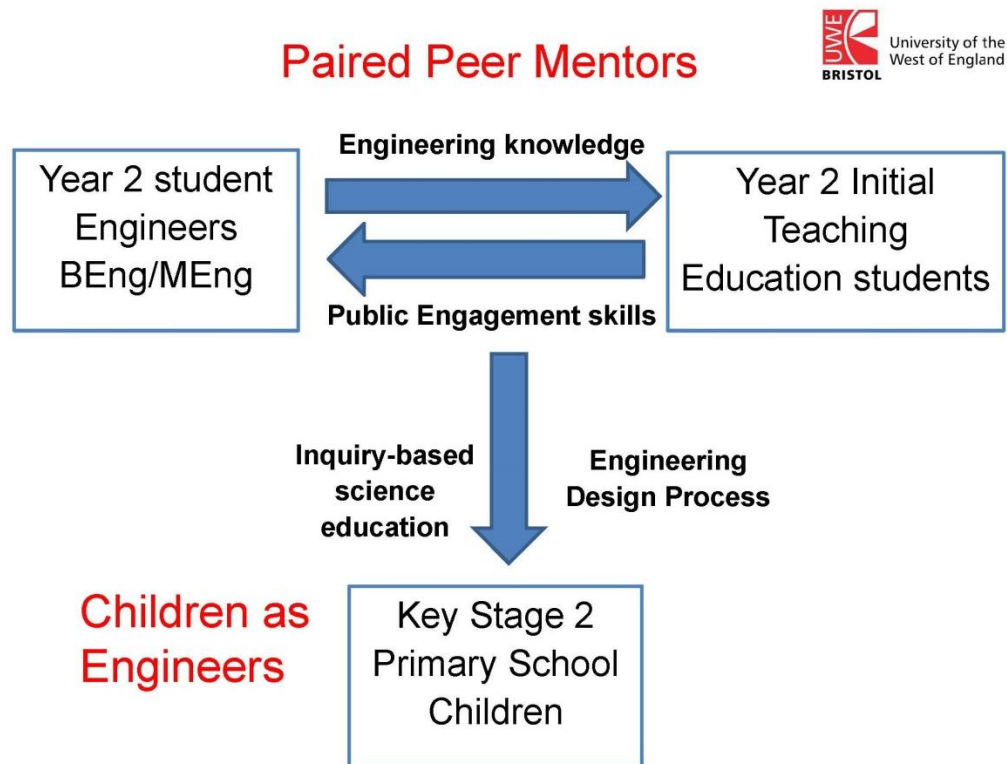 Paired Peer Mentors
UWE
BRISTOL
University of the
West of England
Engineering knowledge
Year 2 student
Engineers
BEng/MEng
Year 2 Initial
Teaching
Education students
Public Engagement skills
Inquiry-based
science
education
Engineering
Design Process
Children as
Engineers
Key Stage 2
Primary School
Children